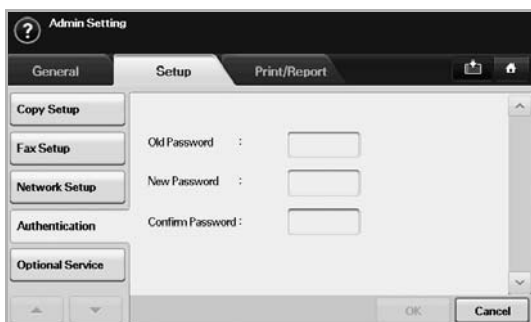 Admin Setting
General
Setup
Print/Report
Copy Setup
Fax Setup
Network Setup
Authentication
Optional Service
Old Password :
New Password :
Confirm Password :
OK
Cancel